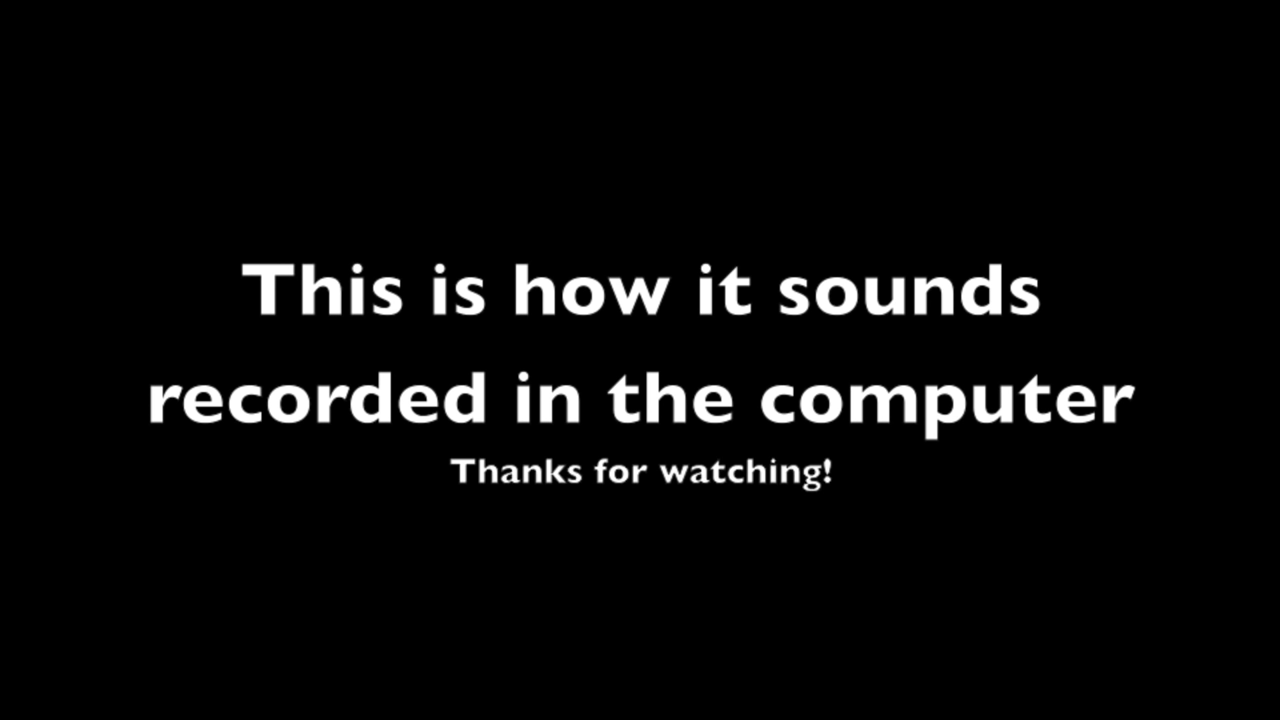 This is how it sounds
recorded in the computer
Thanks for watching!